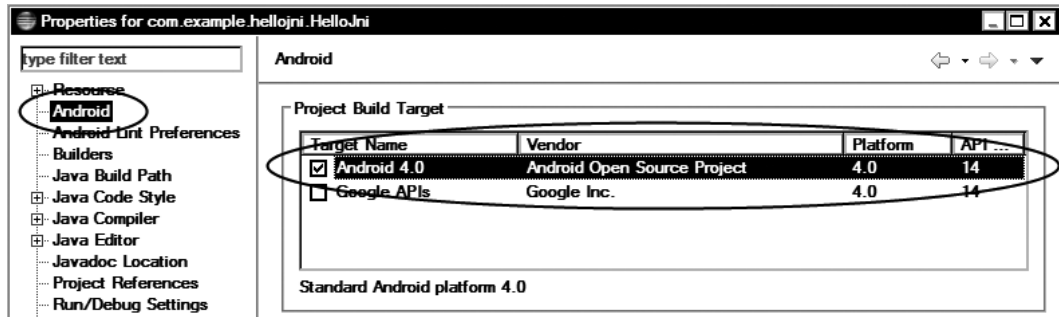 Properties for com.example.hellojni.HelloJni
type filter text
Resource
Android
Android Lint Preferences
Builders
Java Build Path
Java Code Style
Java Compiler
Java Editor
Javadoc Location
Project References
Run/Debug Settings
Android
Project Build Target
Target Name Vendor Platform API ...
Android 4.0 Android Open Source Project 4.0 14
Google APIs Google Inc. 4.0 14
Standard Android platform 4.0